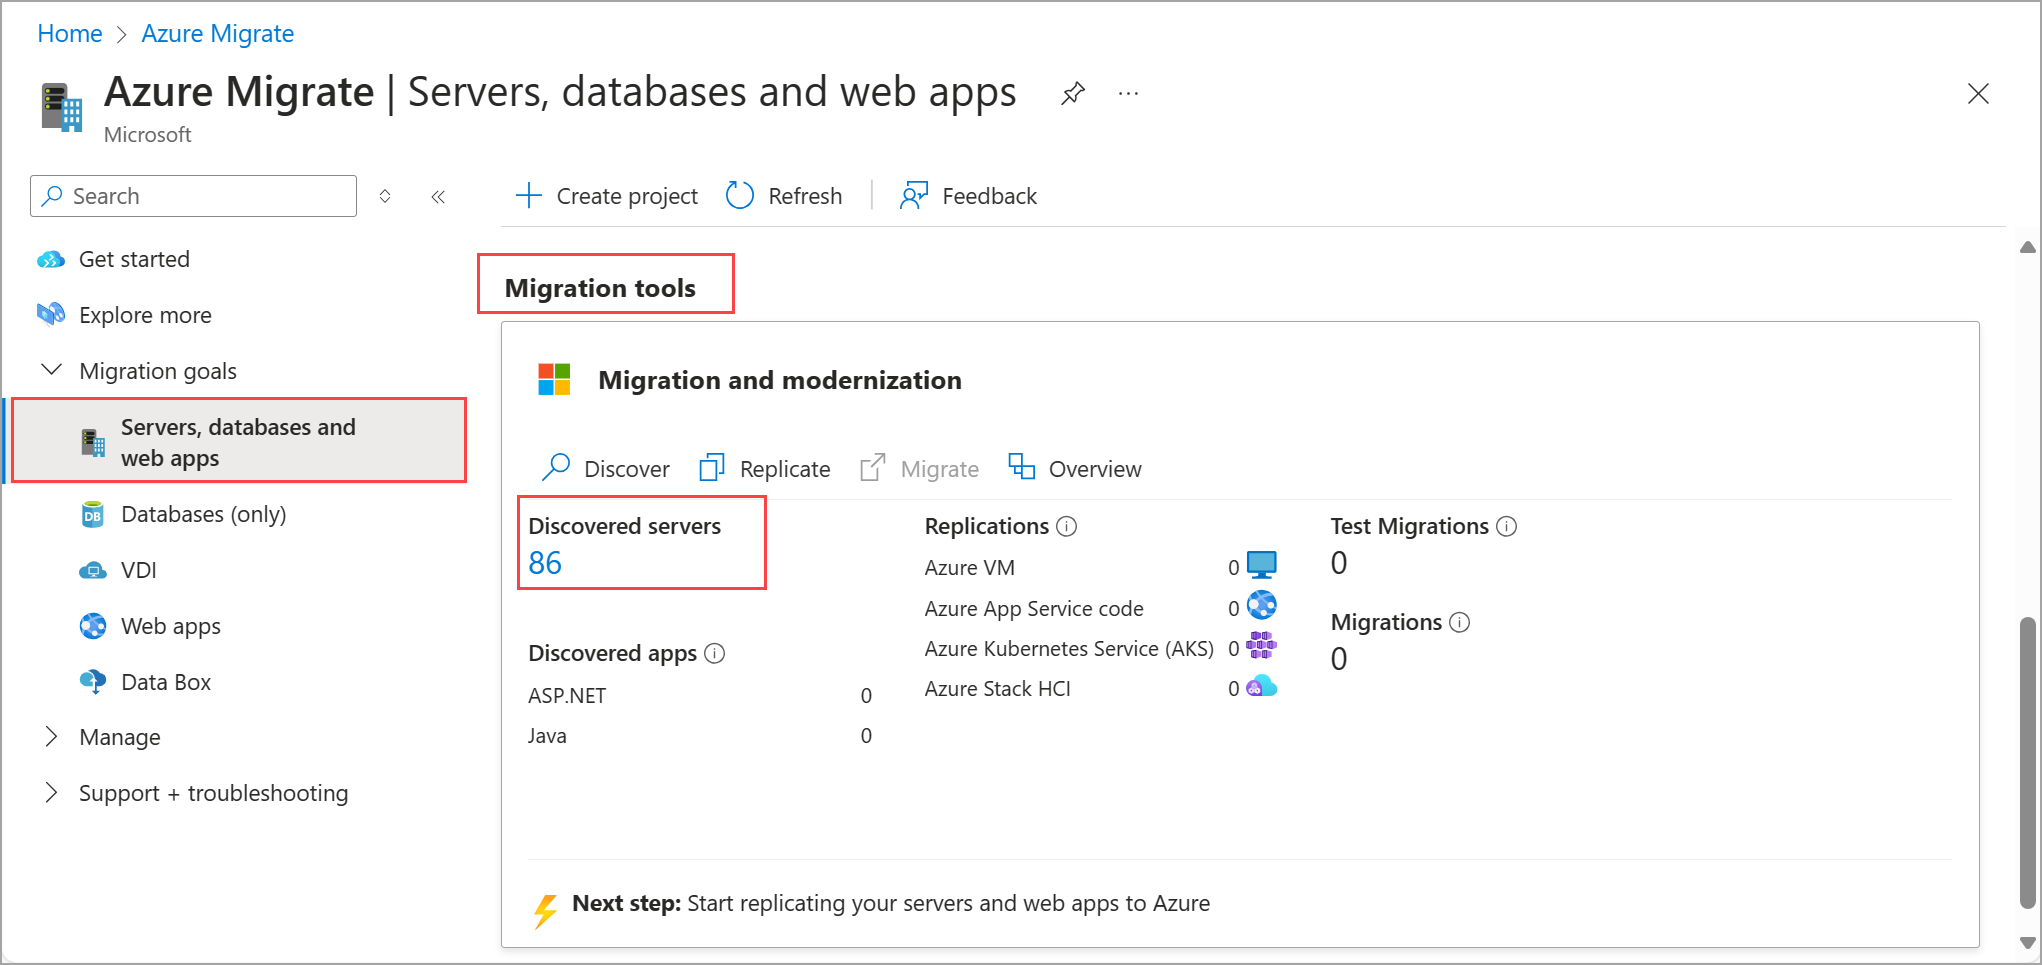 Home > Azure Migrate
Azure Migrate | Servers, databases and web apps
Microsoft
Search
Get started
Explore more
Migration goals
Servers, databases and
web apps
Databases (only)
VDI
Web apps
Data Box
Manage
Support + troubleshooting
Create project
Refresh
Feedback
Migration tools
Migration and modernization
Discover
Replicate
Migrate
Overview
Discovered servers
86
Discovered apps
ASP.NET 0
Java 0
Replications
Azure VM 0
Azure App Service code 0
Azure Kubernetes Service (AKS) 0
Azure Stack HCI 0
Test Migrations
0
Migrations
0
Next step: Start replicating your servers and web apps to Azure